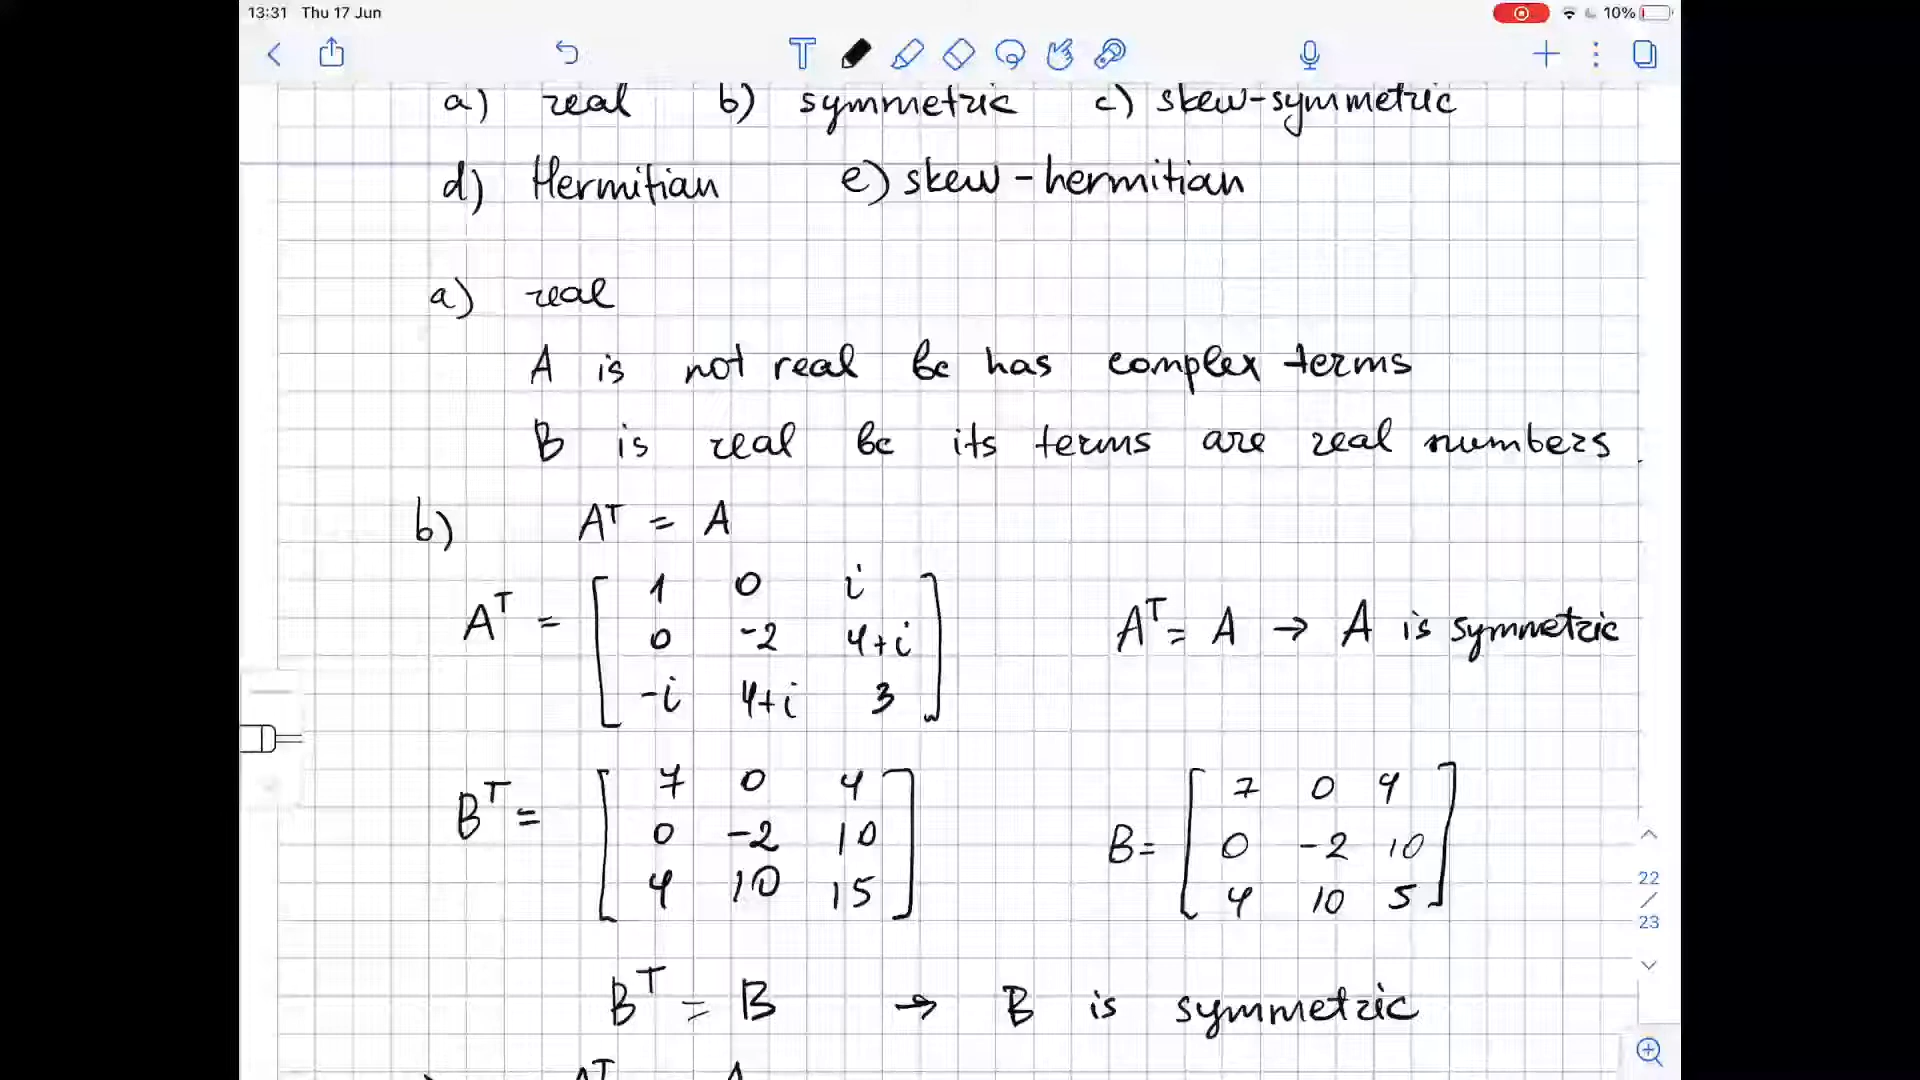 13:31 Thu 17 Jun 10%
a) real b) symmetric c) skew-symmetric
d) Hermitian e) skew-hermitian
a) real
A is not real bc has complex terms
B is real bc its terms are real numbers.
b) Aᵀ = A
Aᵀ = [ 1 0 i
0 -2 4+i
-i 4+i 3 ]
Aᵀ = A → A is symmetric
Bᵀ = [ 7 0 4
0 -2 10
4 10 15 ]
B = [ 7 0 4
0 -2 10
4 10 5 ]
22
/
23
Bᵀ = B → B is symmetric